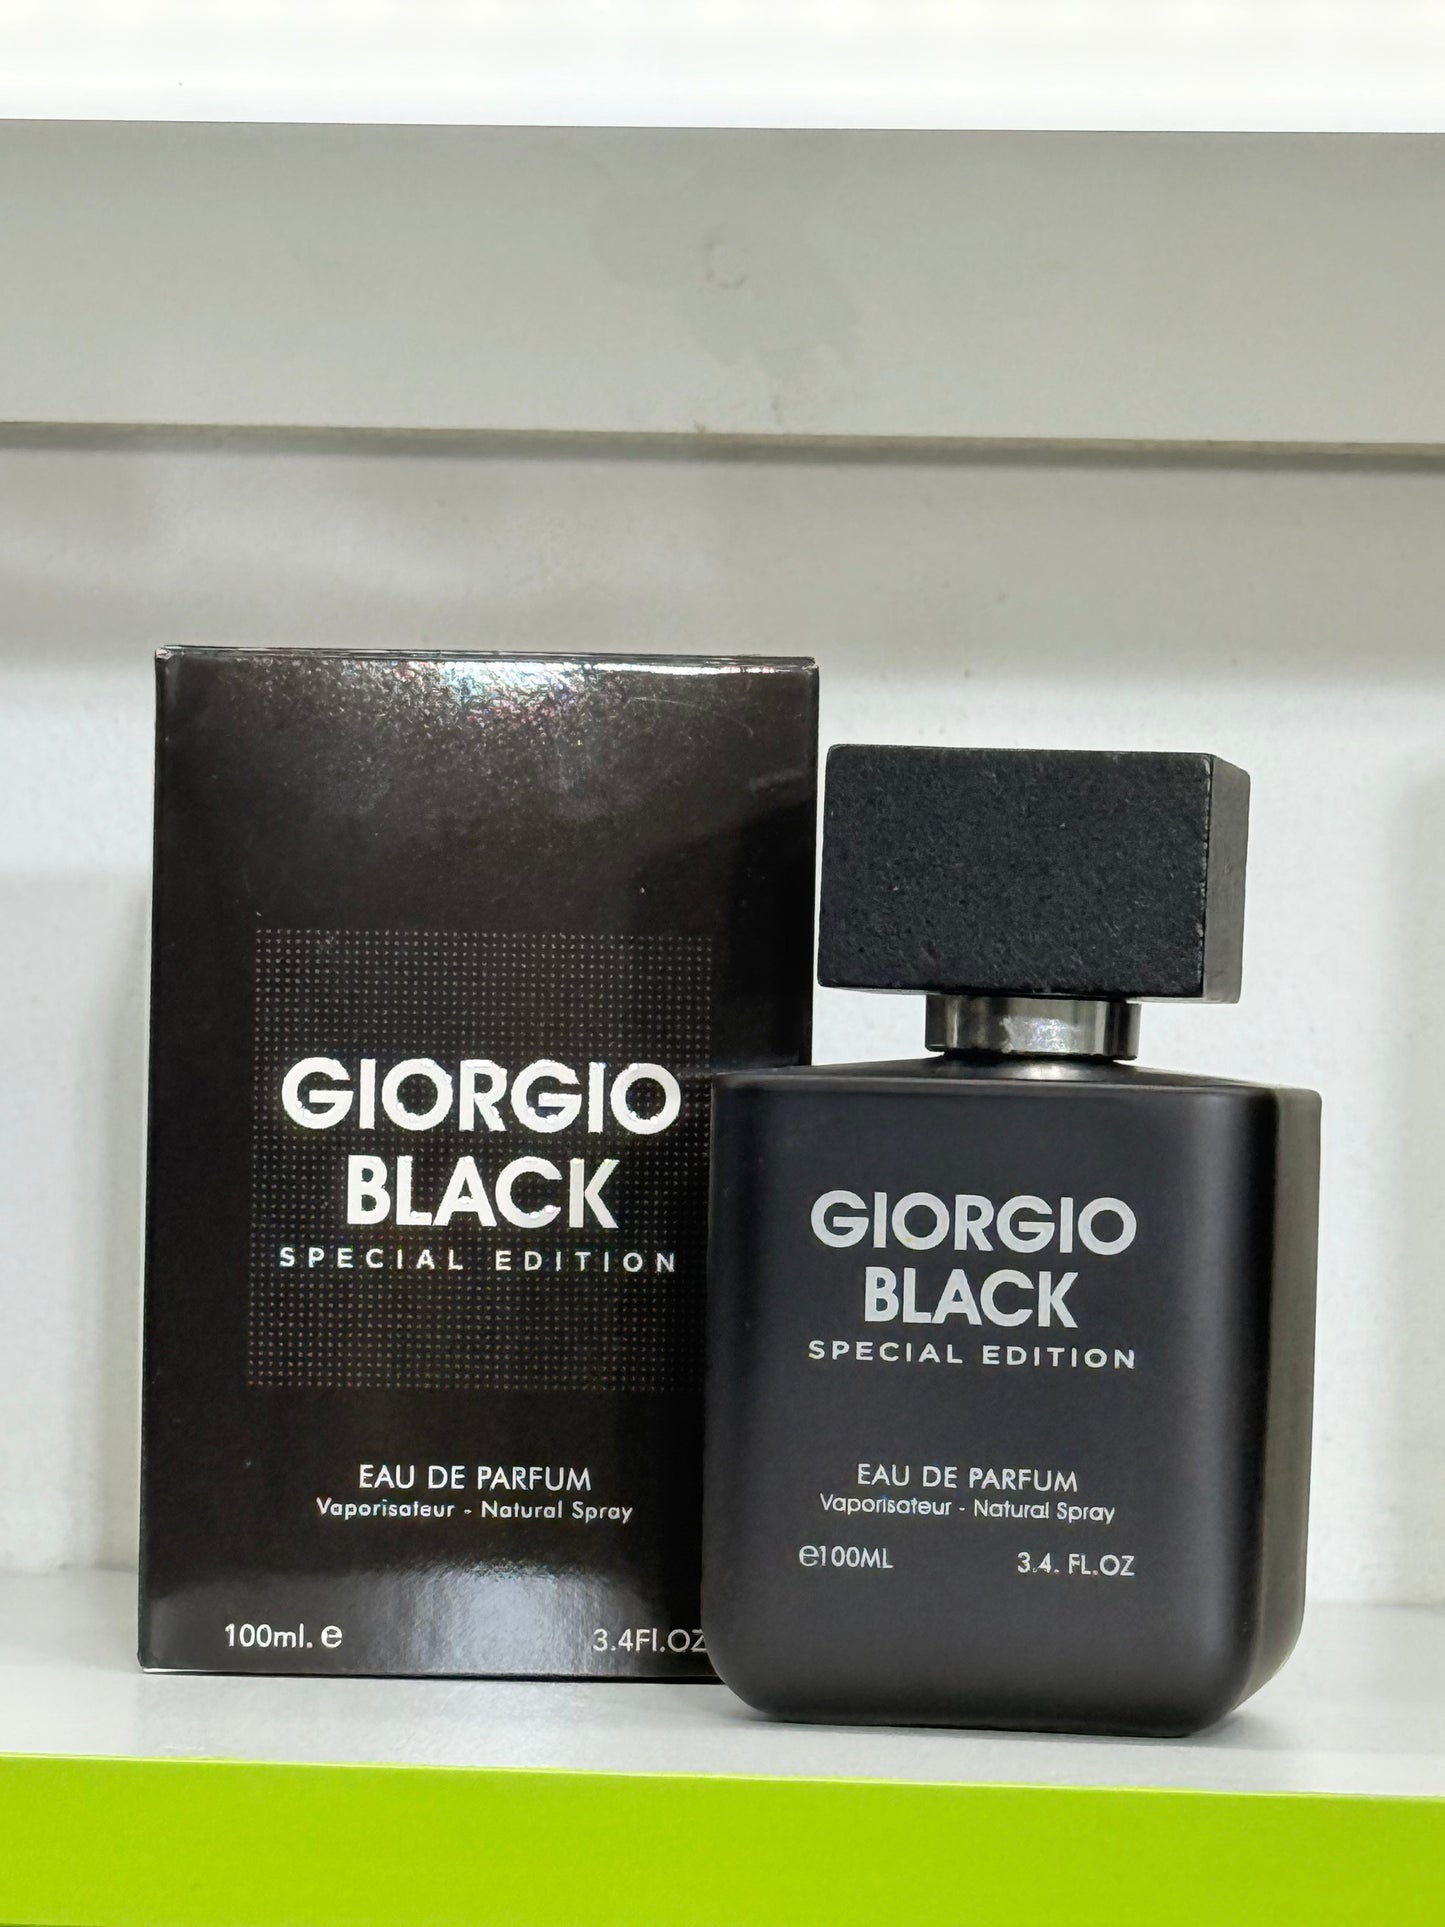 GIORGIO
BLACK
SPECIAL EDITION
EAU DE PARFUM
Vaporisateur - Natural Spray
100ml. e
3.4Fl.OZ
GIORGIO
BLACK
SPECIAL EDITION
EAU DE PARFUM
Vaporisateur - Natural Spray
e100ML
3.4. FL.OZ